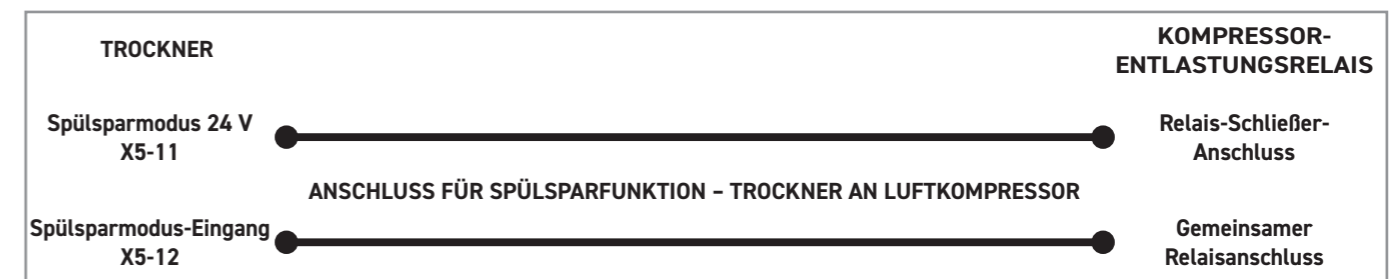 TROCKNER
KOMPRESSOR-
ENTLASTUNGSRELAIS
Spülsparmodus 24 V
X5-11
Relais-Schließer-
Anschluss
ANSCHLUSS FÜR SPÜLSPARFUNKTION – TROCKNER AN LUFTKOMPRESSOR
Spülsparmodus-Eingang
X5-12
Gemeinsamer
Relaisanschluss